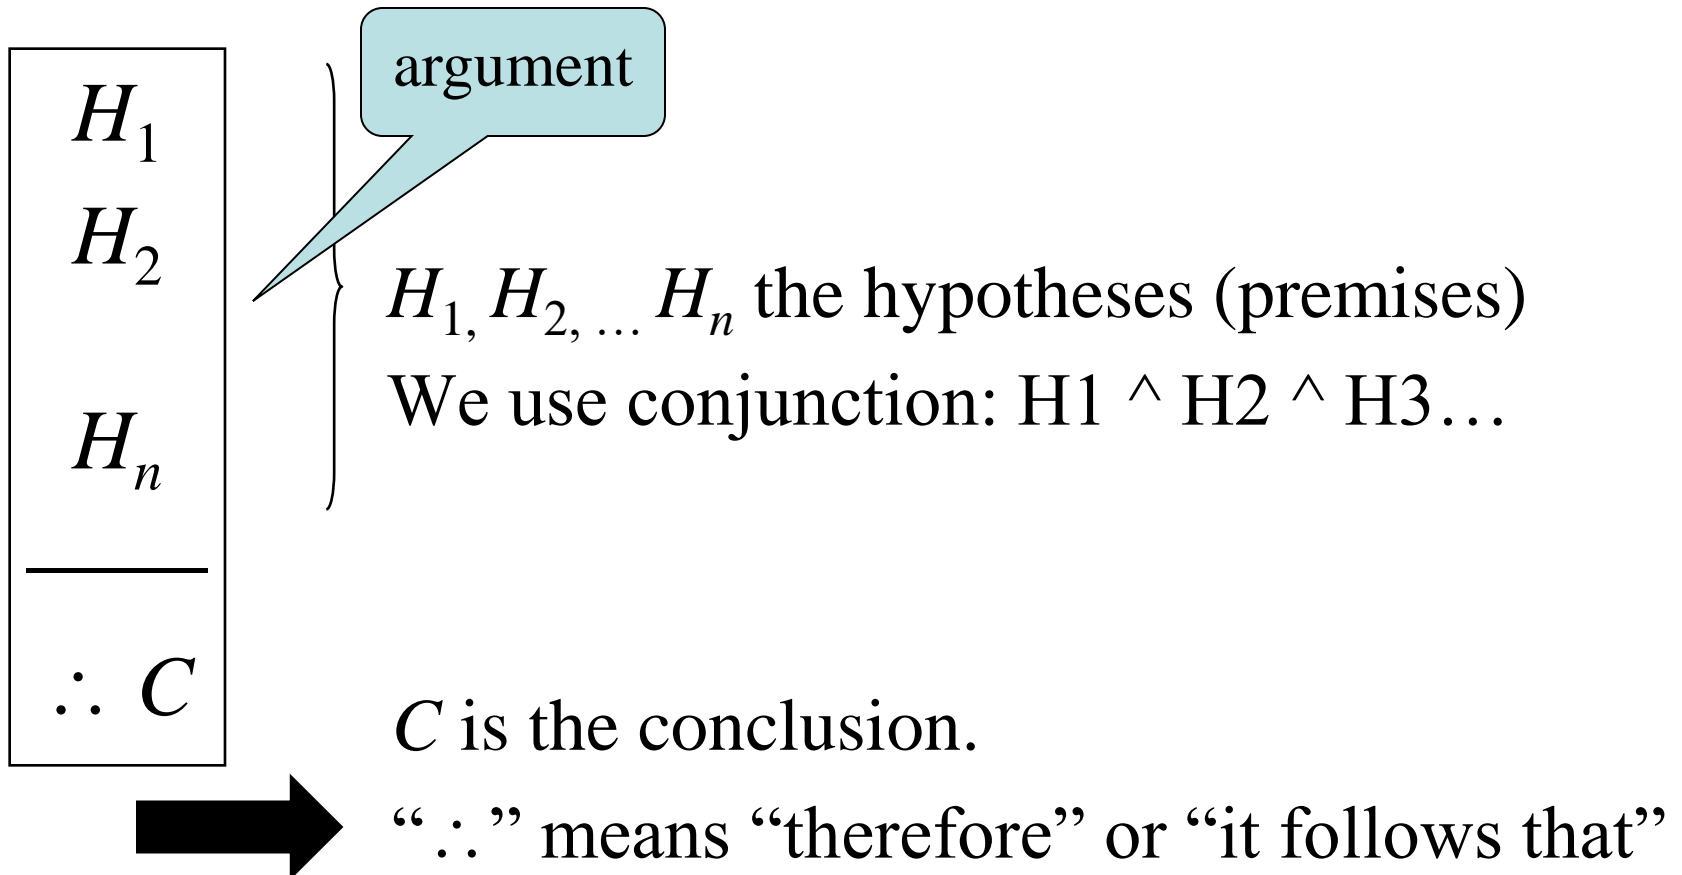 argument
H₁
H₂
Hₙ
∴ C
H₁, H₂, … Hₙ the hypotheses (premises)
We use conjunction: H1 ^ H2 ^ H3…
C is the conclusion.
“∴” means “therefore” or “it follows that”